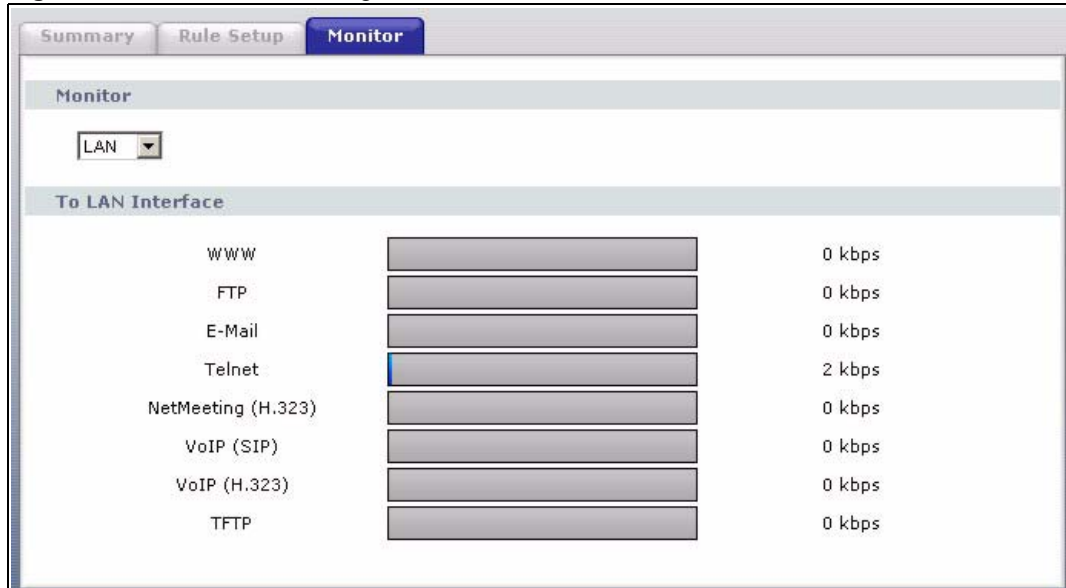 Summary Rule Setup Monitor
Monitor
LAN
To LAN Interface
WWW 0 kbps
FTP 0 kbps
E-Mail 0 kbps
Telnet 2 kbps
NetMeeting (H.323) 0 kbps
VoIP (SIP) 0 kbps
VoIP (H.323) 0 kbps
TFTP 0 kbps